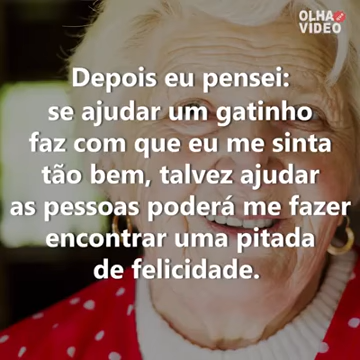 OLHA
VIDEO
Depois eu pensei:
se ajudar um gatinho
faz com que eu me sinta
tão bem, talvez ajudar
as pessoas poderá me fazer
encontrar uma pitada
de felicidade.